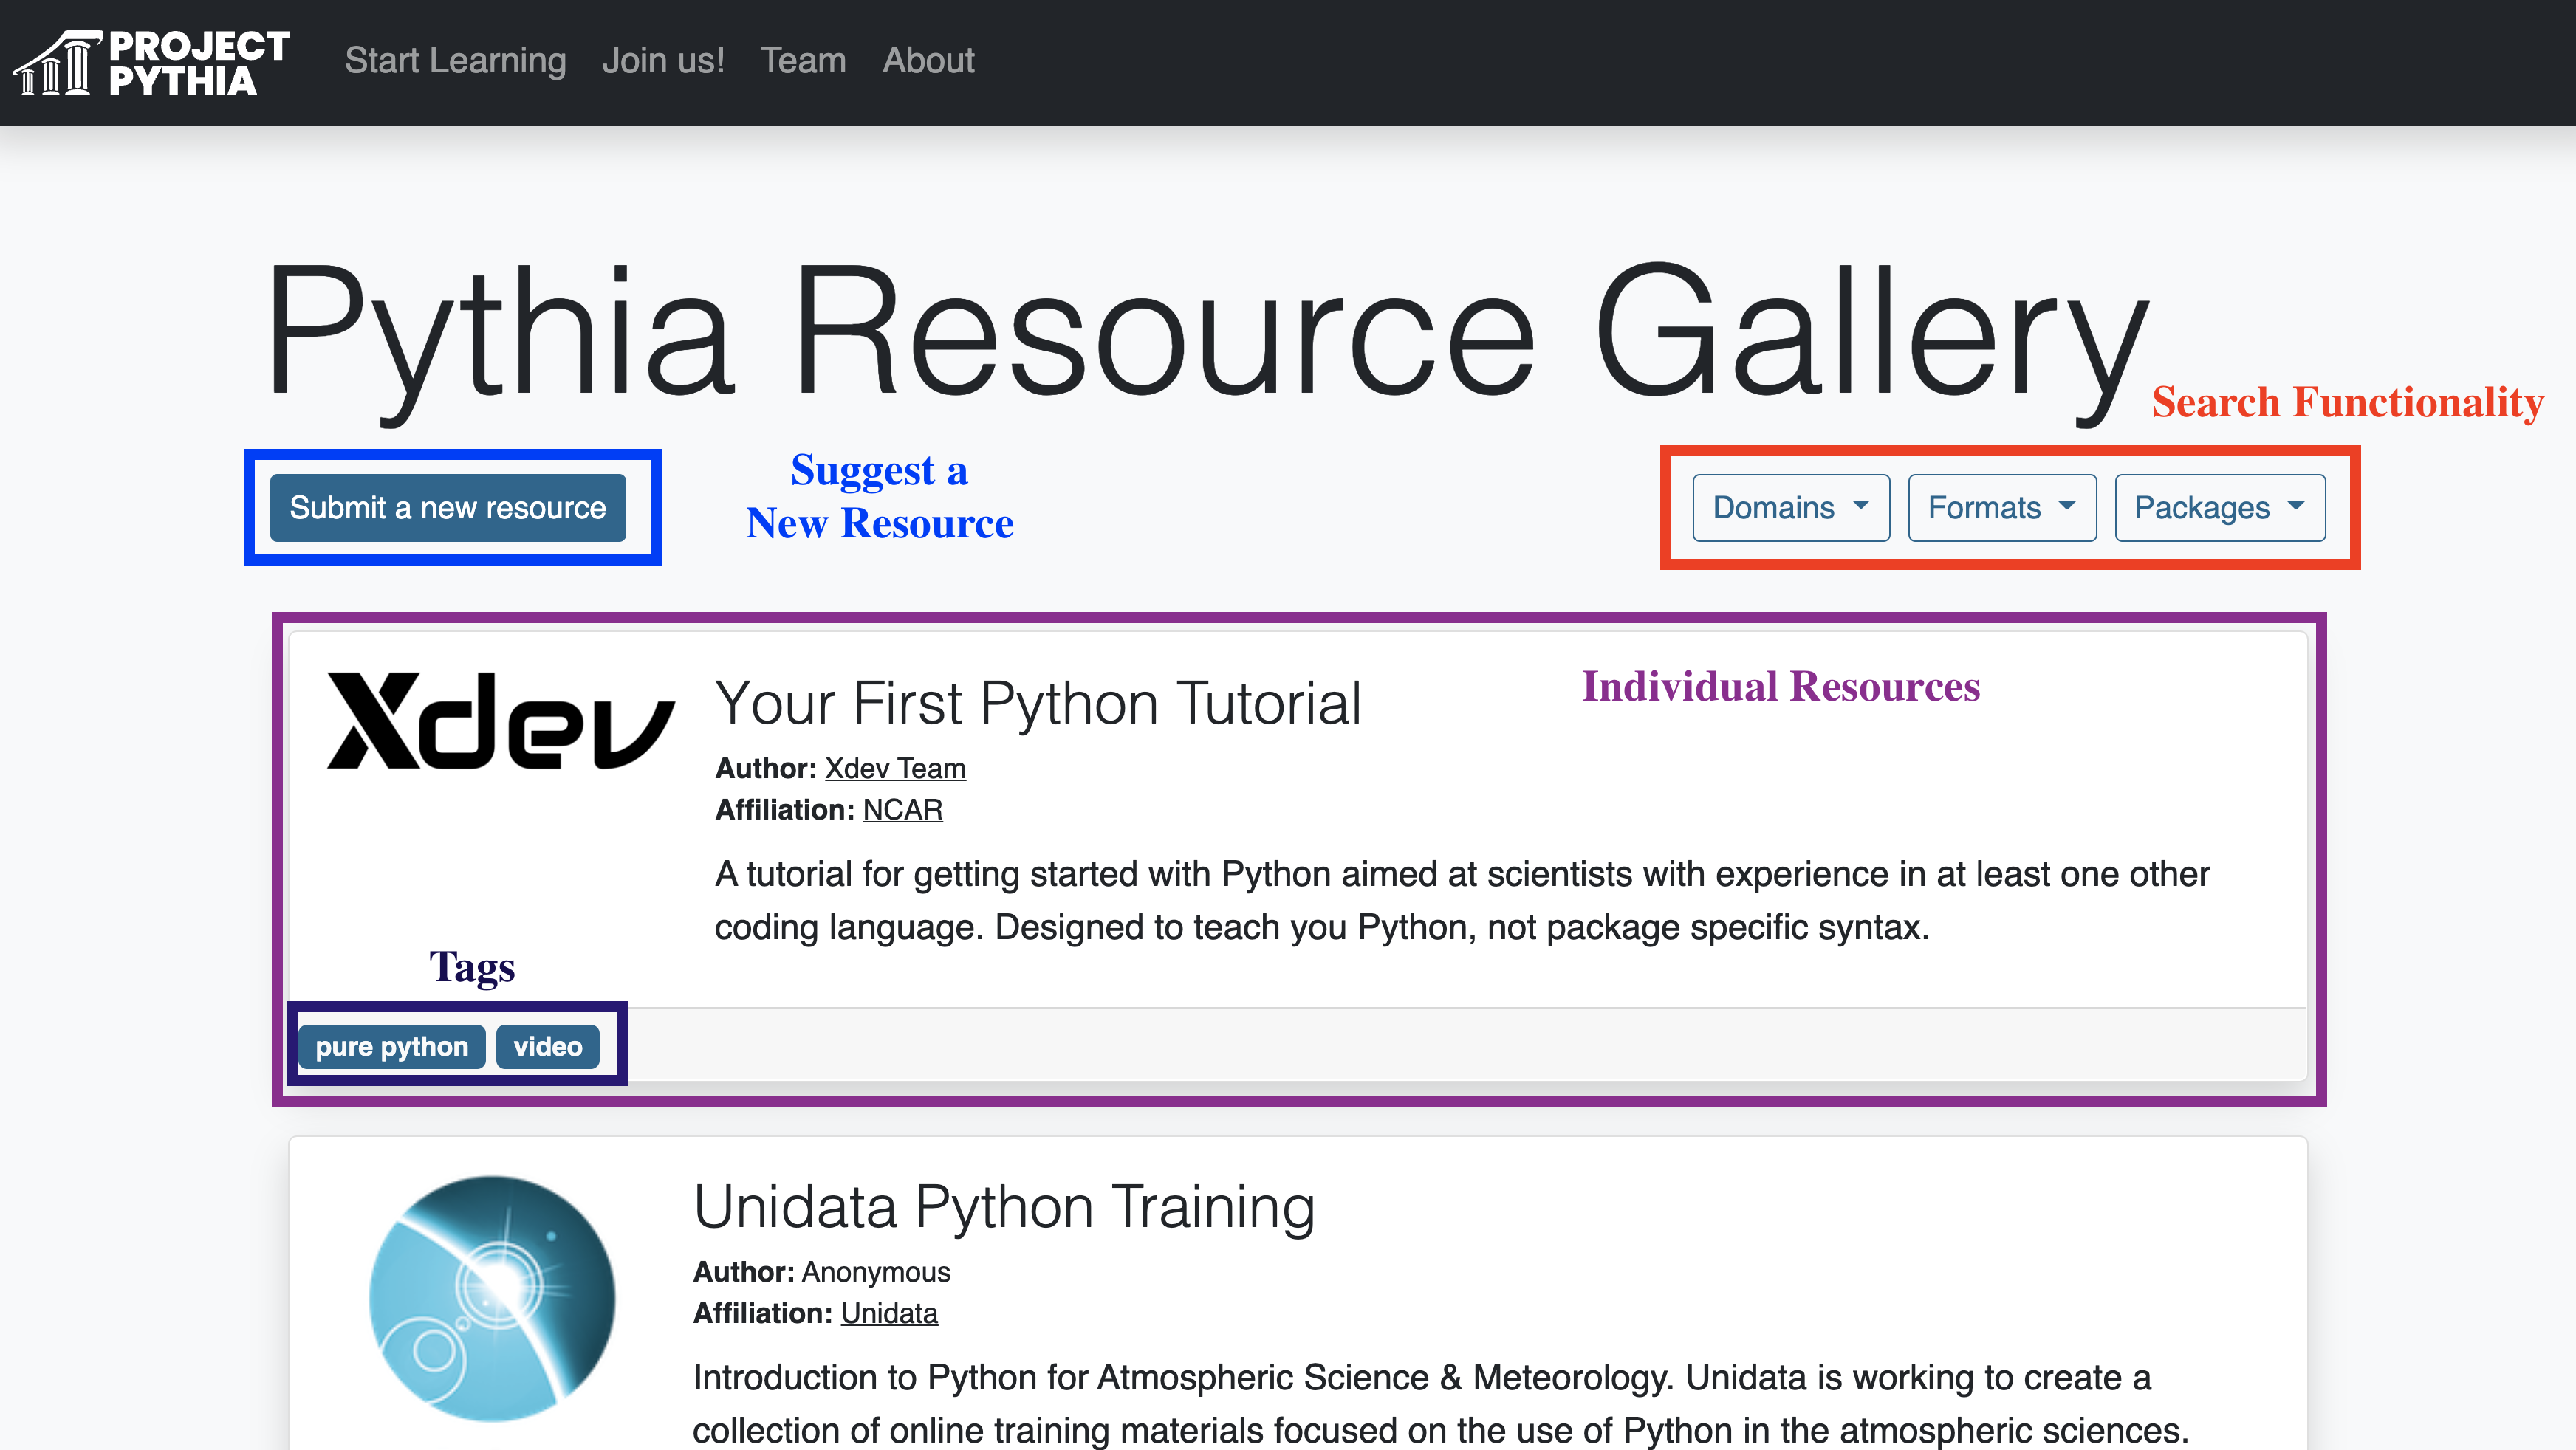 PROJECT
PYTHIA
Start Learning Join us! Team About
Pythia Resource Gallery
Search Functionality
Submit a new resource
Suggest a
New Resource
Domains Formats Packages
Xdev
Your First Python Tutorial
Individual Resources
Author: Xdev Team
Affiliation: NCAR
A tutorial for getting started with Python aimed at scientists with experience in at least one other
coding language. Designed to teach you Python, not package specific syntax.
Tags
pure python video
Unidata Python Training
Author: Anonymous
Affiliation: Unidata
Introduction to Python for Atmospheric Science & Meteorology. Unidata is working to create a
collection of online training materials focused on the use of Python in the atmospheric sciences.